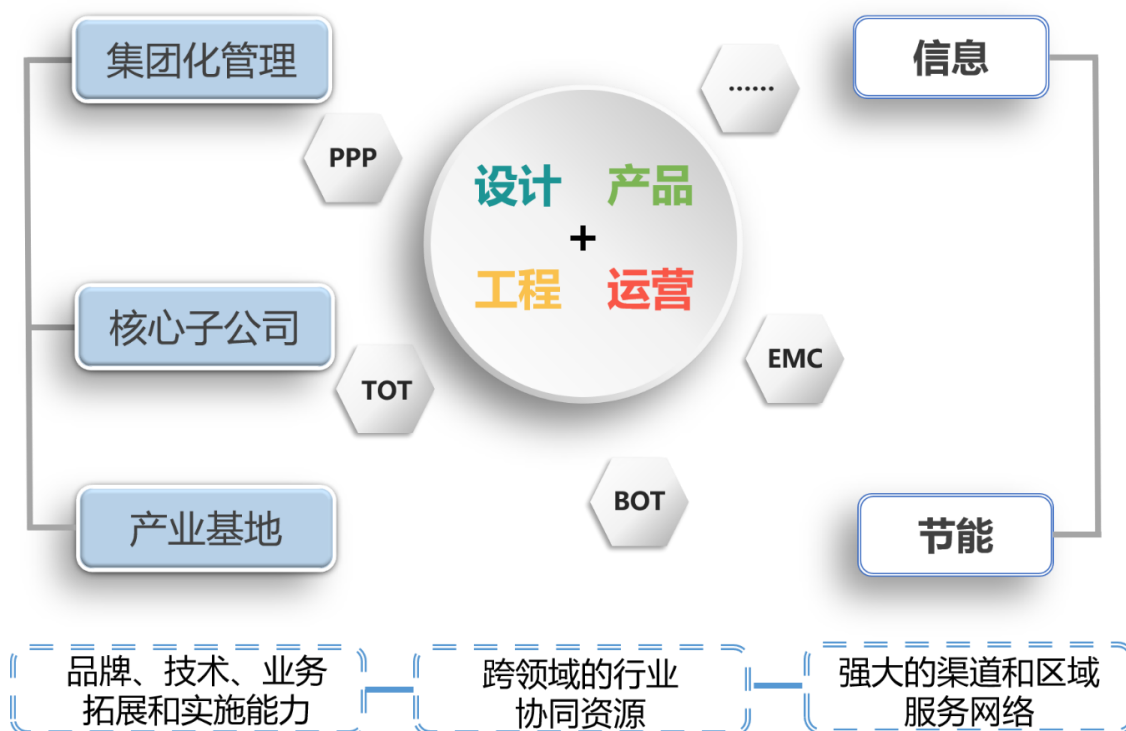 集团化管理
信息
······
PPP
设计 产品
+
工程 运营
核心子公司
EMC
TOT
BOT
产业基地
节能
品牌、技术、业务
拓展和实施能力
跨领域的行业
协同资源
强大的渠道和区域
服务网络